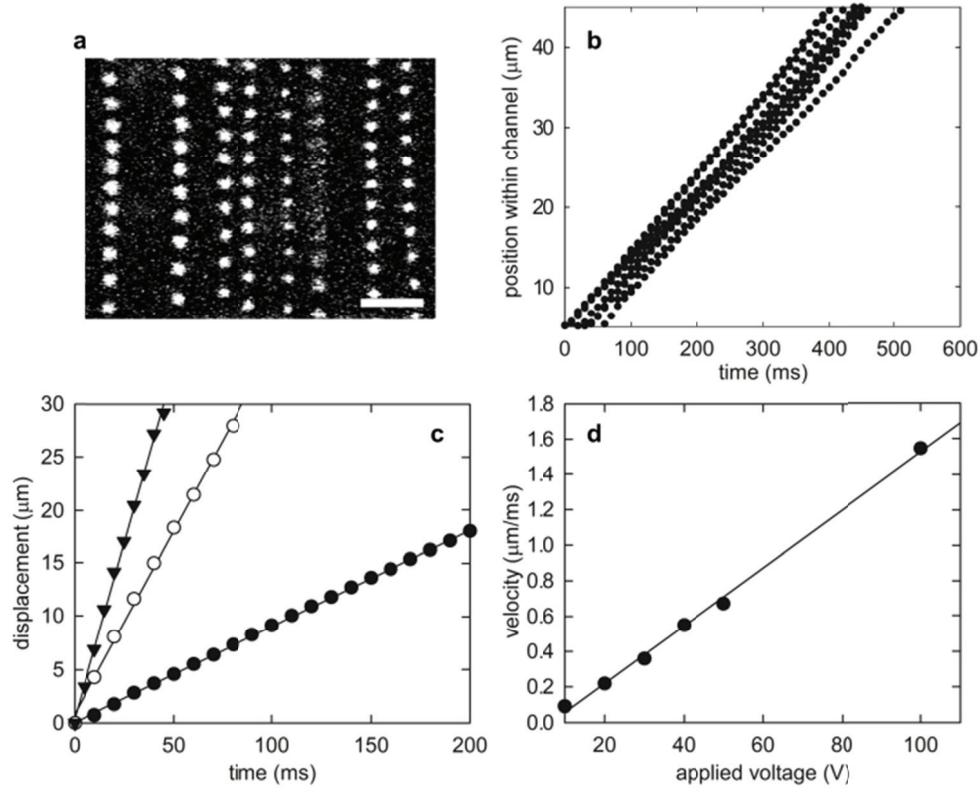 a
b
position within channel (μm)
40
30
20
10
0 100 200 300 400 500 600
time (ms)
c
displacement (μm)
30
25
20
15
10
5
0
0 50 100 150 200
time (ms)
d
velocity (μm/ms)
1.8
1.6
1.4
1.2
1.0
0.8
0.6
0.4
0.2
0.0
20 40 60 80 100
applied voltage (V)